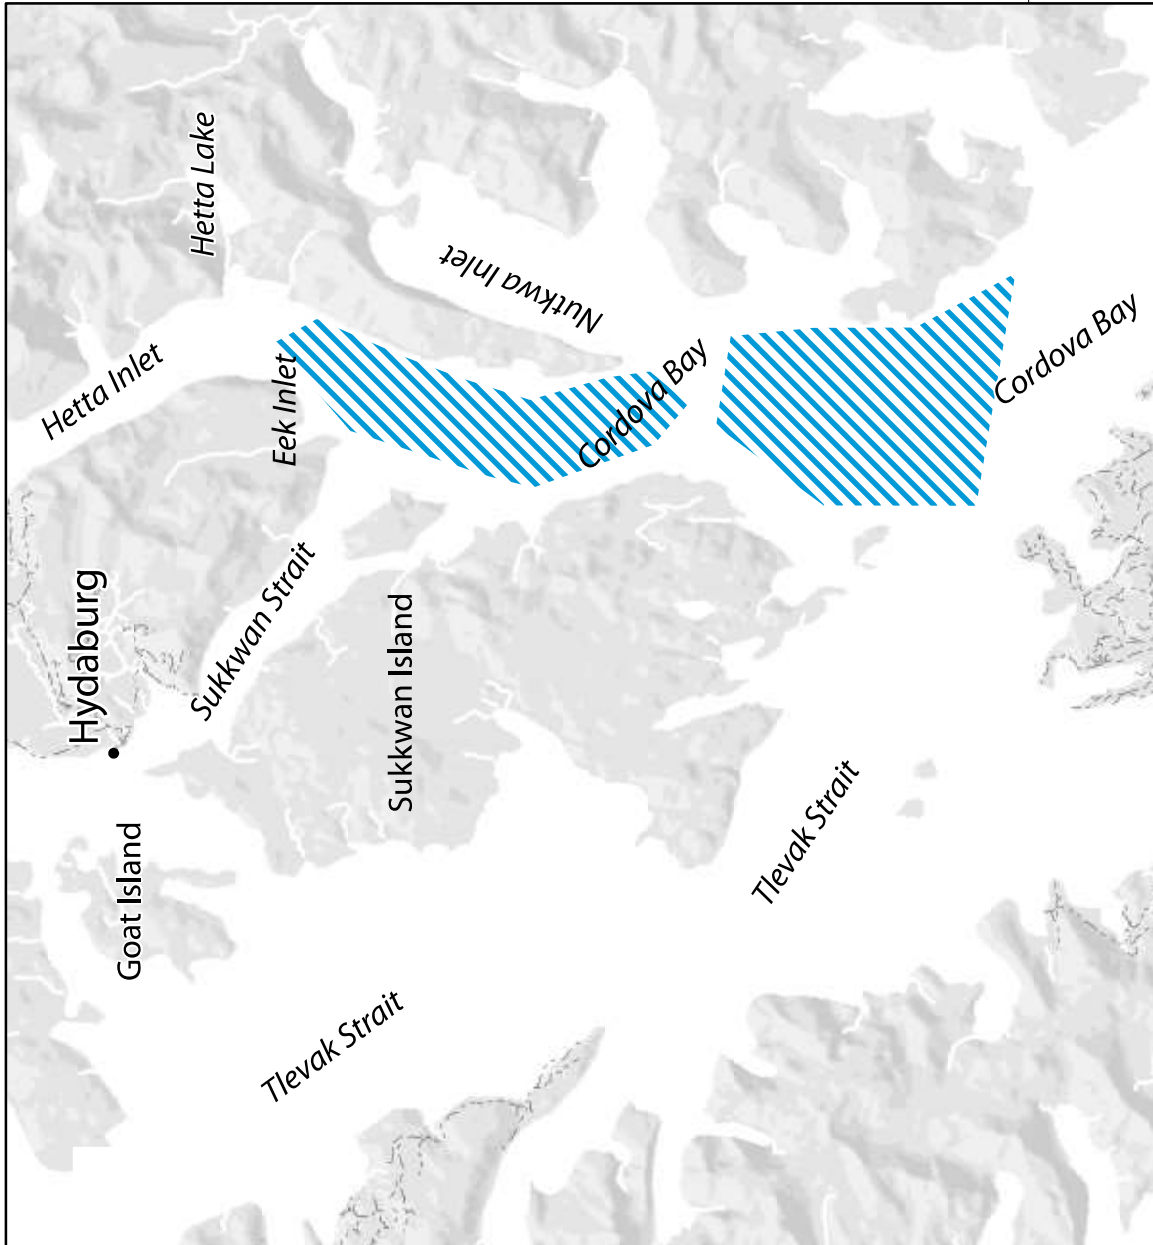 Hetta Lake
Nutkwa Inlet
Hetta Inlet
Eek Inlet
Cordova Bay
Cordova Bay
Hydaburg
Sukkwan Strait
Sukkwan Island
Goat Island
Tlevak Strait
Tlevak Strait